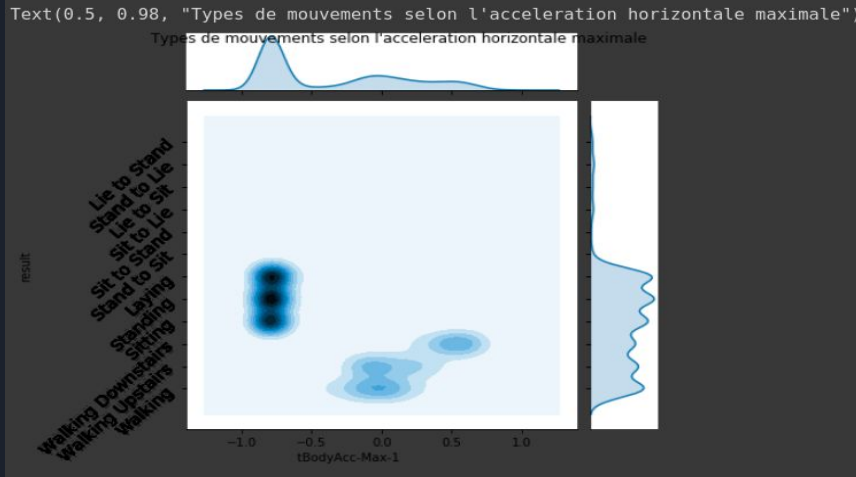 Text(0.5, 0.98, "Types de mouvements selon l'acceleration horizontale maximale")
Types de mouvements selon l'acceleration horizontale maximale
Lie to Stand
Stand to Lie
Lie to Sit
Sit to Lie
Sit to Stand
Stand to Sit
Laying
Standing
Sitting
Walking Downstairs
Walking Upstairs
Walking
result
−1.0 −0.5 0.0 0.5 1.0
tBodyAcc-Max-1